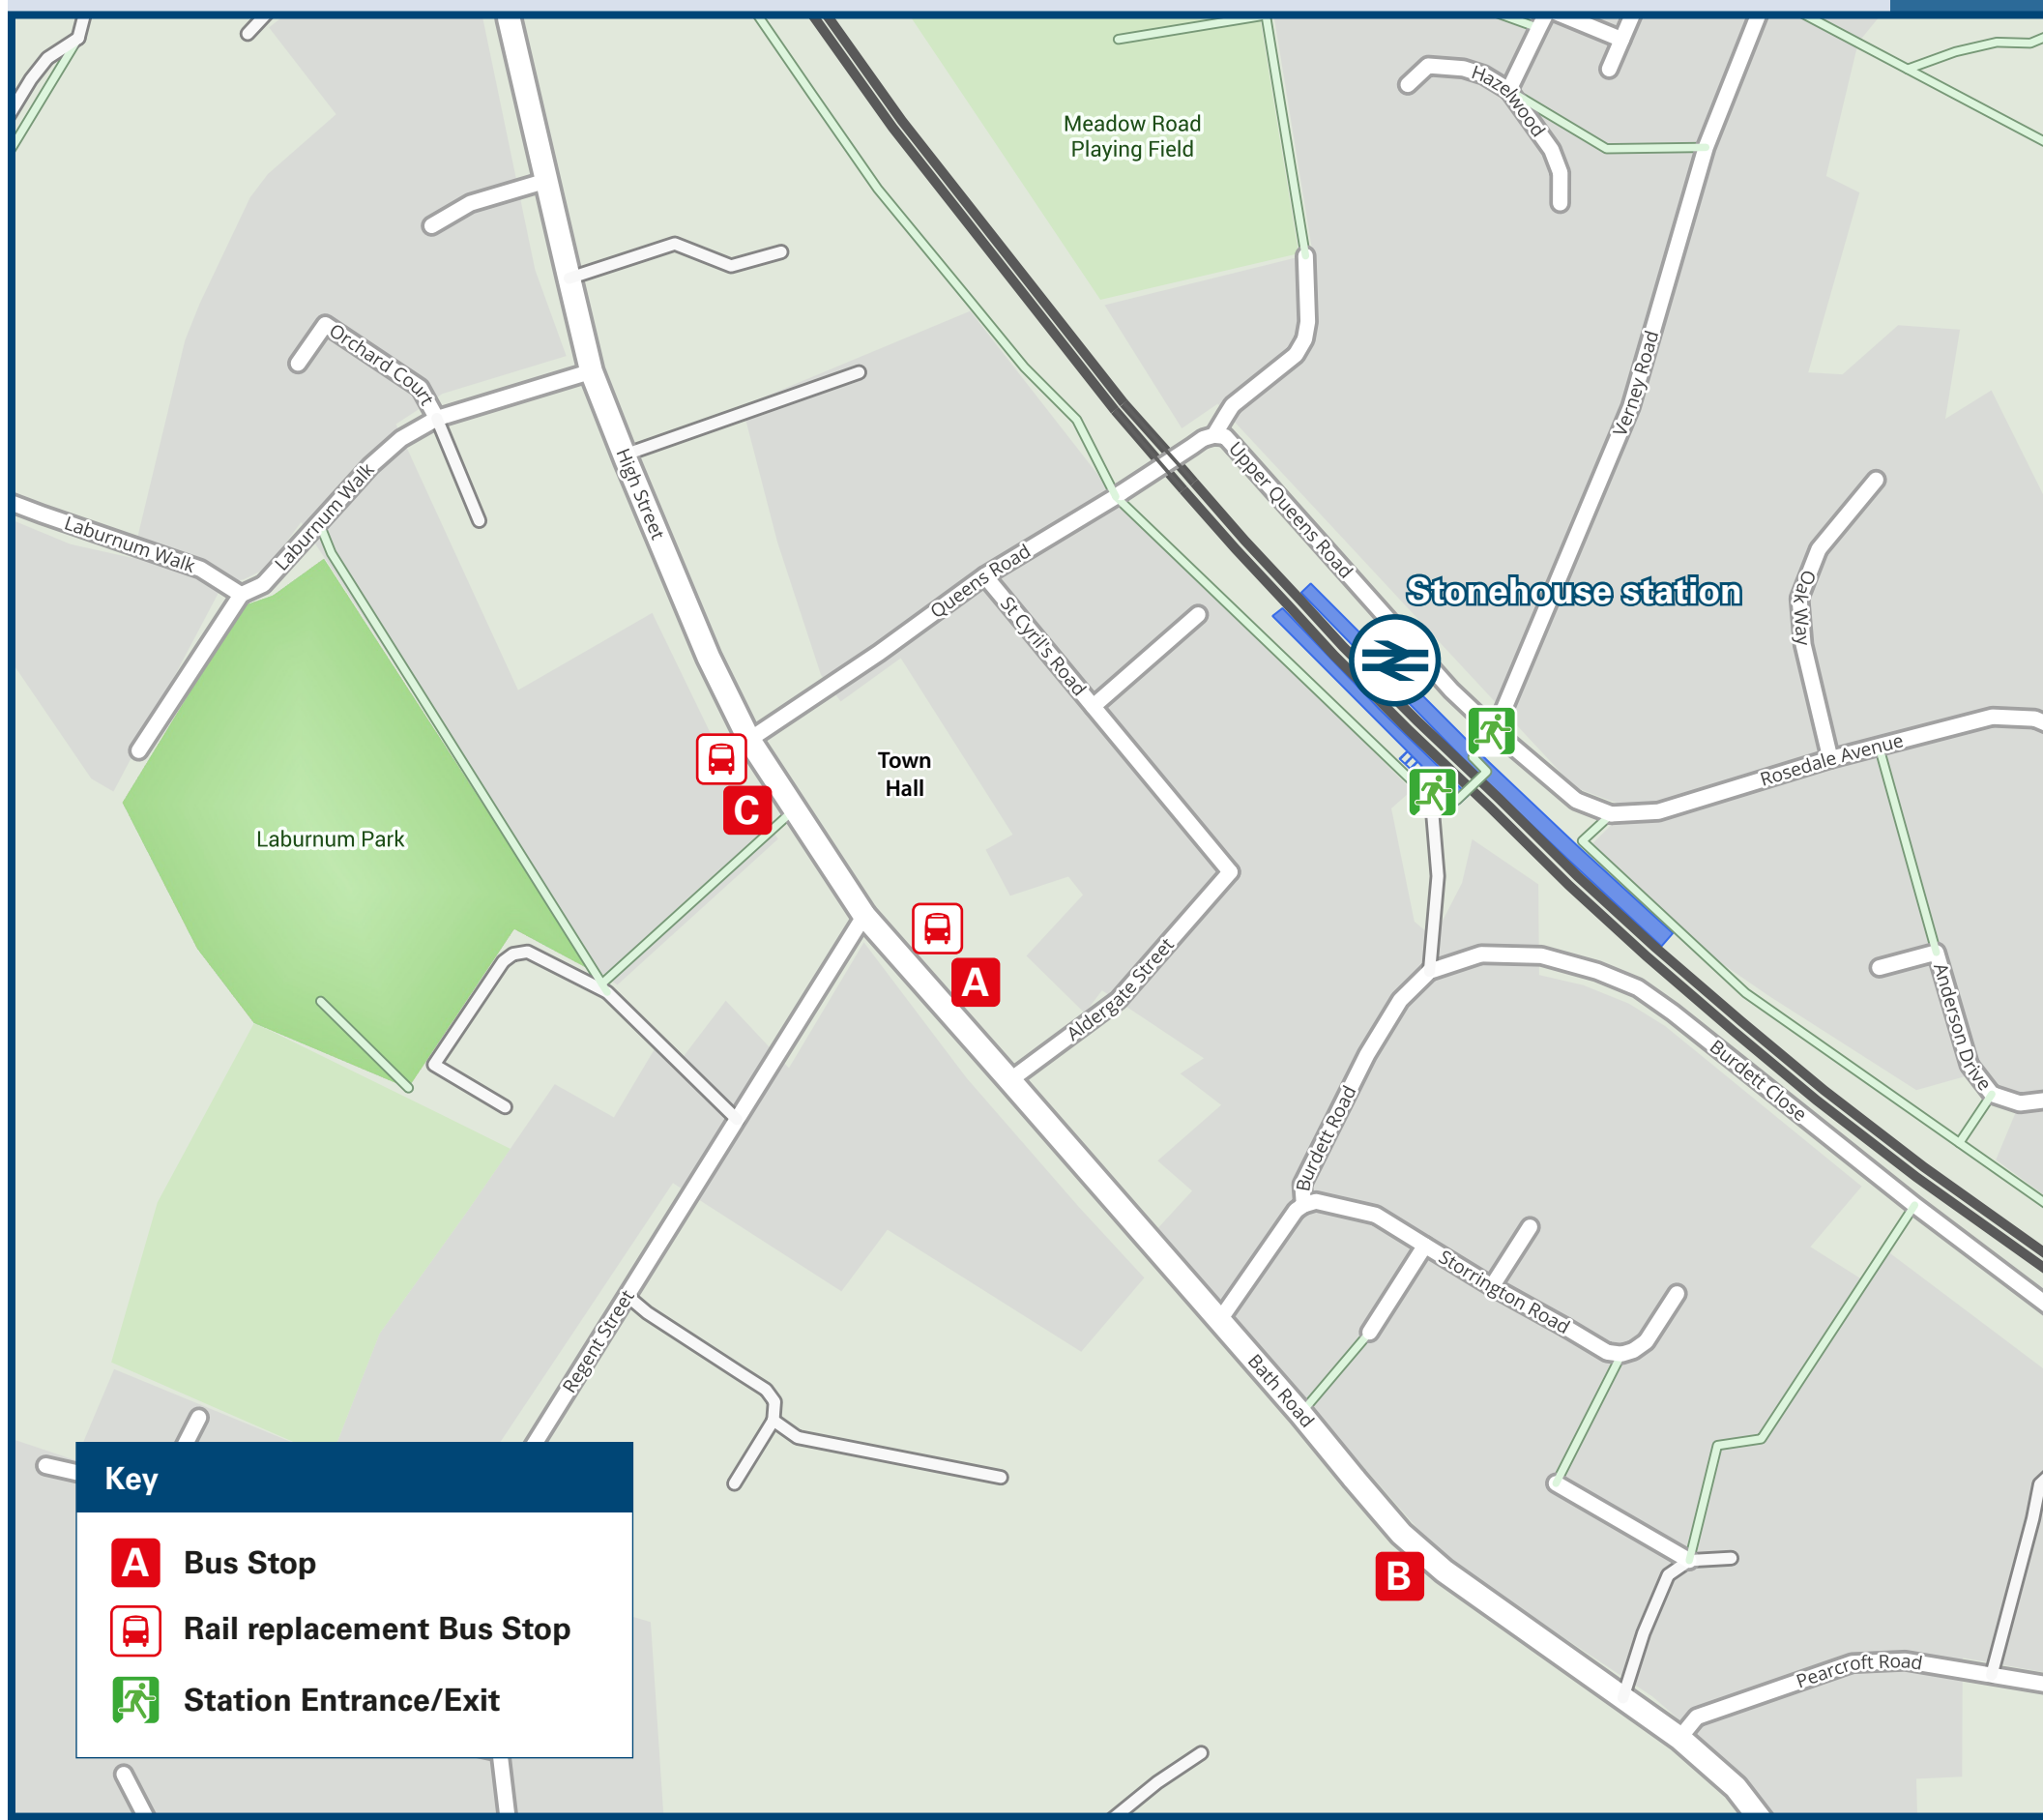 Hazelwood
Meadow Road
Playing Field
Orchard Court
Verney Road
High Street
Upper Queens Road
Laburnum Walk
Laburnum Walk
Queens Road
St Cyril's Road
Stonehouse station
Oak Way
Rosedale Avenue
Town
Hall
C
Laburnum Park
A
Aldergate Street
Anderson Drive
Burdett Close
Burdett Road
Storrington Road
Regent Street
Bath Road
B
Pearcroft Road
Key
A Bus Stop
Rail replacement Bus Stop
Station Entrance/Exit